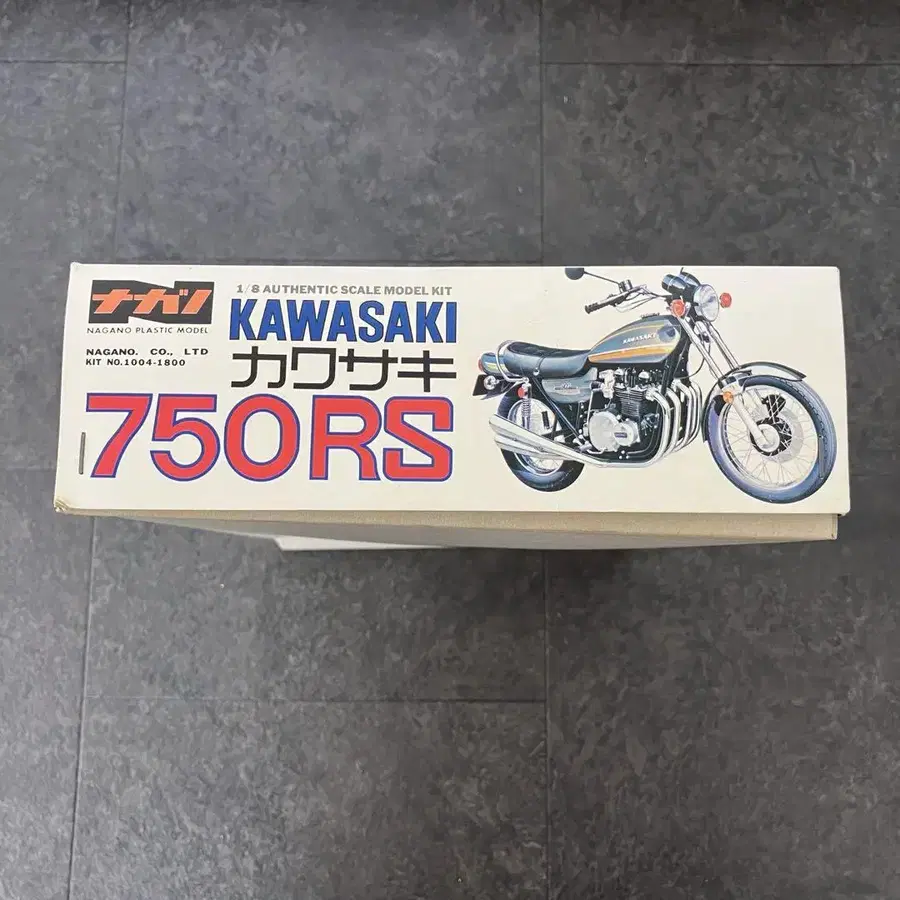 ナガノ
NAGANO PLASTIC MODEL
NAGANO. CO., LTD
KIT NO.1004-1800
1/8 AUTHENTIC SCALE MODEL KIT
KAWASAKI
カワサキ
750RS
KAWASAKI